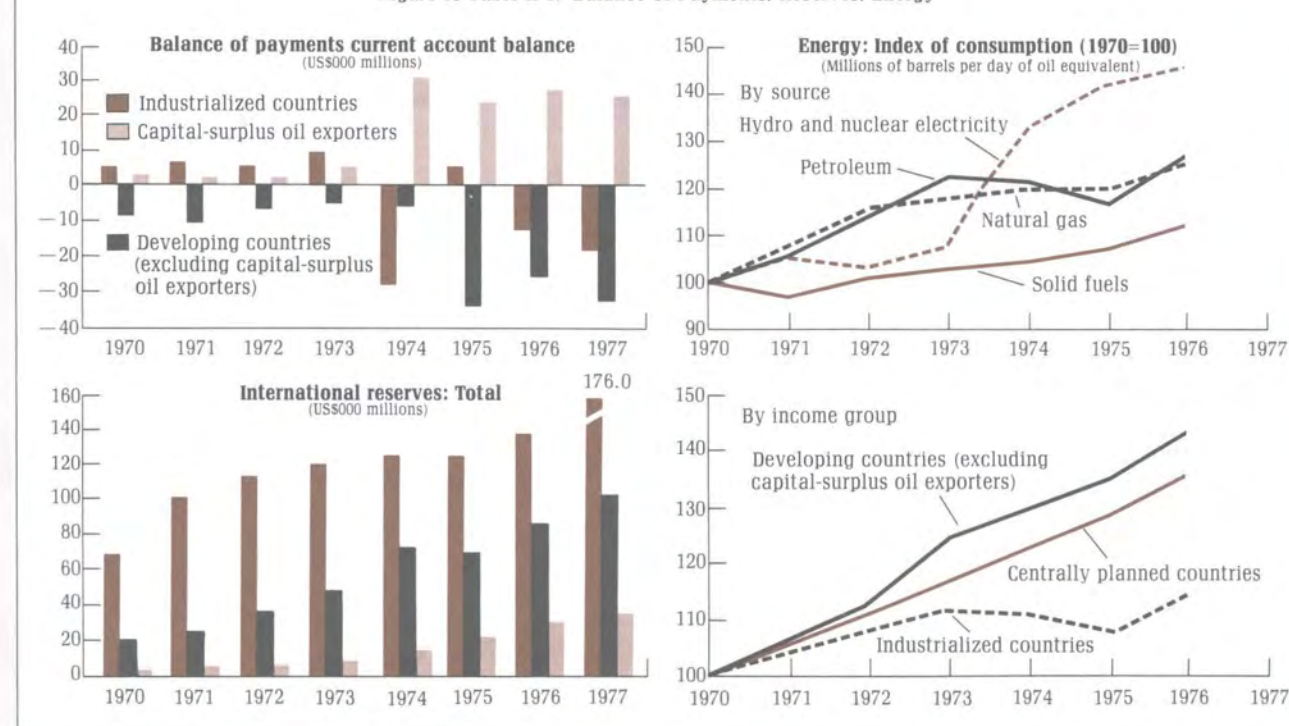 Balance of payments current account balance
(US$000 millions)
40
30
20
10
0
—10
—20
—30
—40
Industrialized countries
Capital-surplus oil exporters
Developing countries
(excluding capital-surplus
oil exporters)
1970 1971 1972 1973 1974 1975 1976 1977
Energy: Index of consumption (1970=100)
(Millions of barrels per day of oil equivalent)
150
140
130
120
110
100
90
By source
Hydro and nuclear electricity
Petroleum
Natural gas
Solid fuels
1970 1971 1972 1973 1974 1975 1976 1977
International reserves: Total
(US$000 millions)
176.0
160
140
120
100
80
60
40
20
0
1970 1971 1972 1973 1974 1975 1976 1977
150
140
130
120
110
100
By income group
Developing countries (excluding
capital-surplus oil exporters)
Centrally planned countries
Industrialized countries
1970 1971 1972 1973 1974 1975 1976 1977